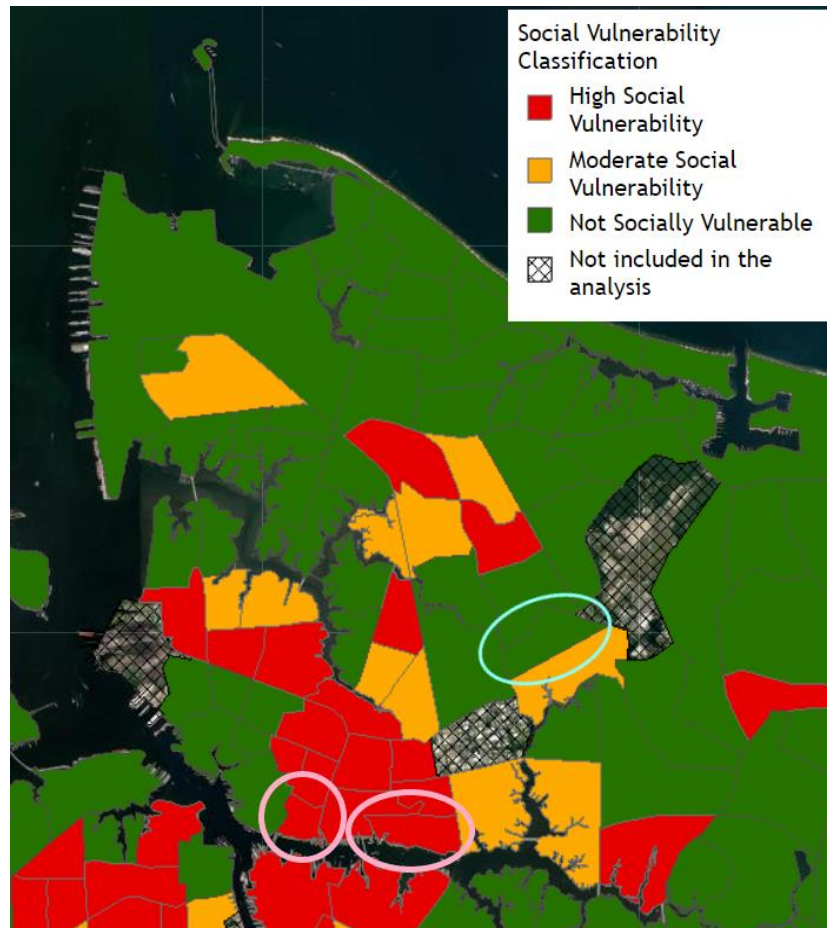 Social Vulnerability
Classification
High Social
Vulnerability
Moderate Social
Vulnerability
Not Socially Vulnerable
Not included in the
analysis